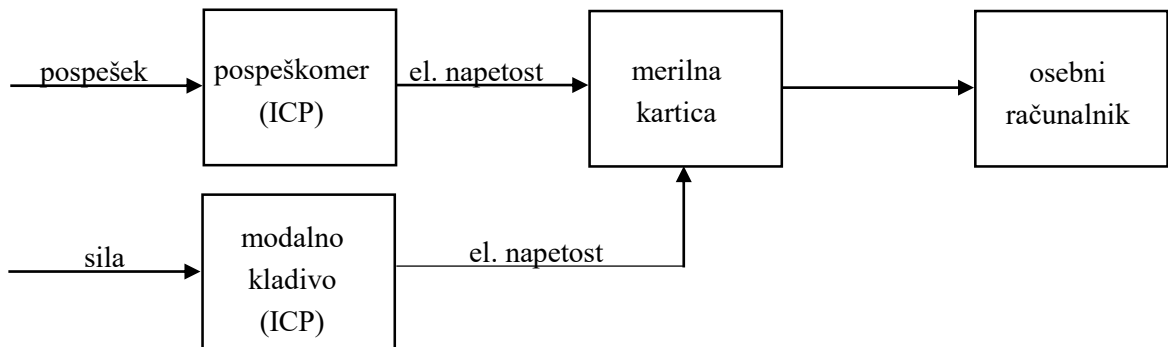 pospešek
pospeškomer
(ICP)
el. napetost
merilna
kartica
osebni
računalnik
sila
modalno
kladivo
(ICP)
el. napetost